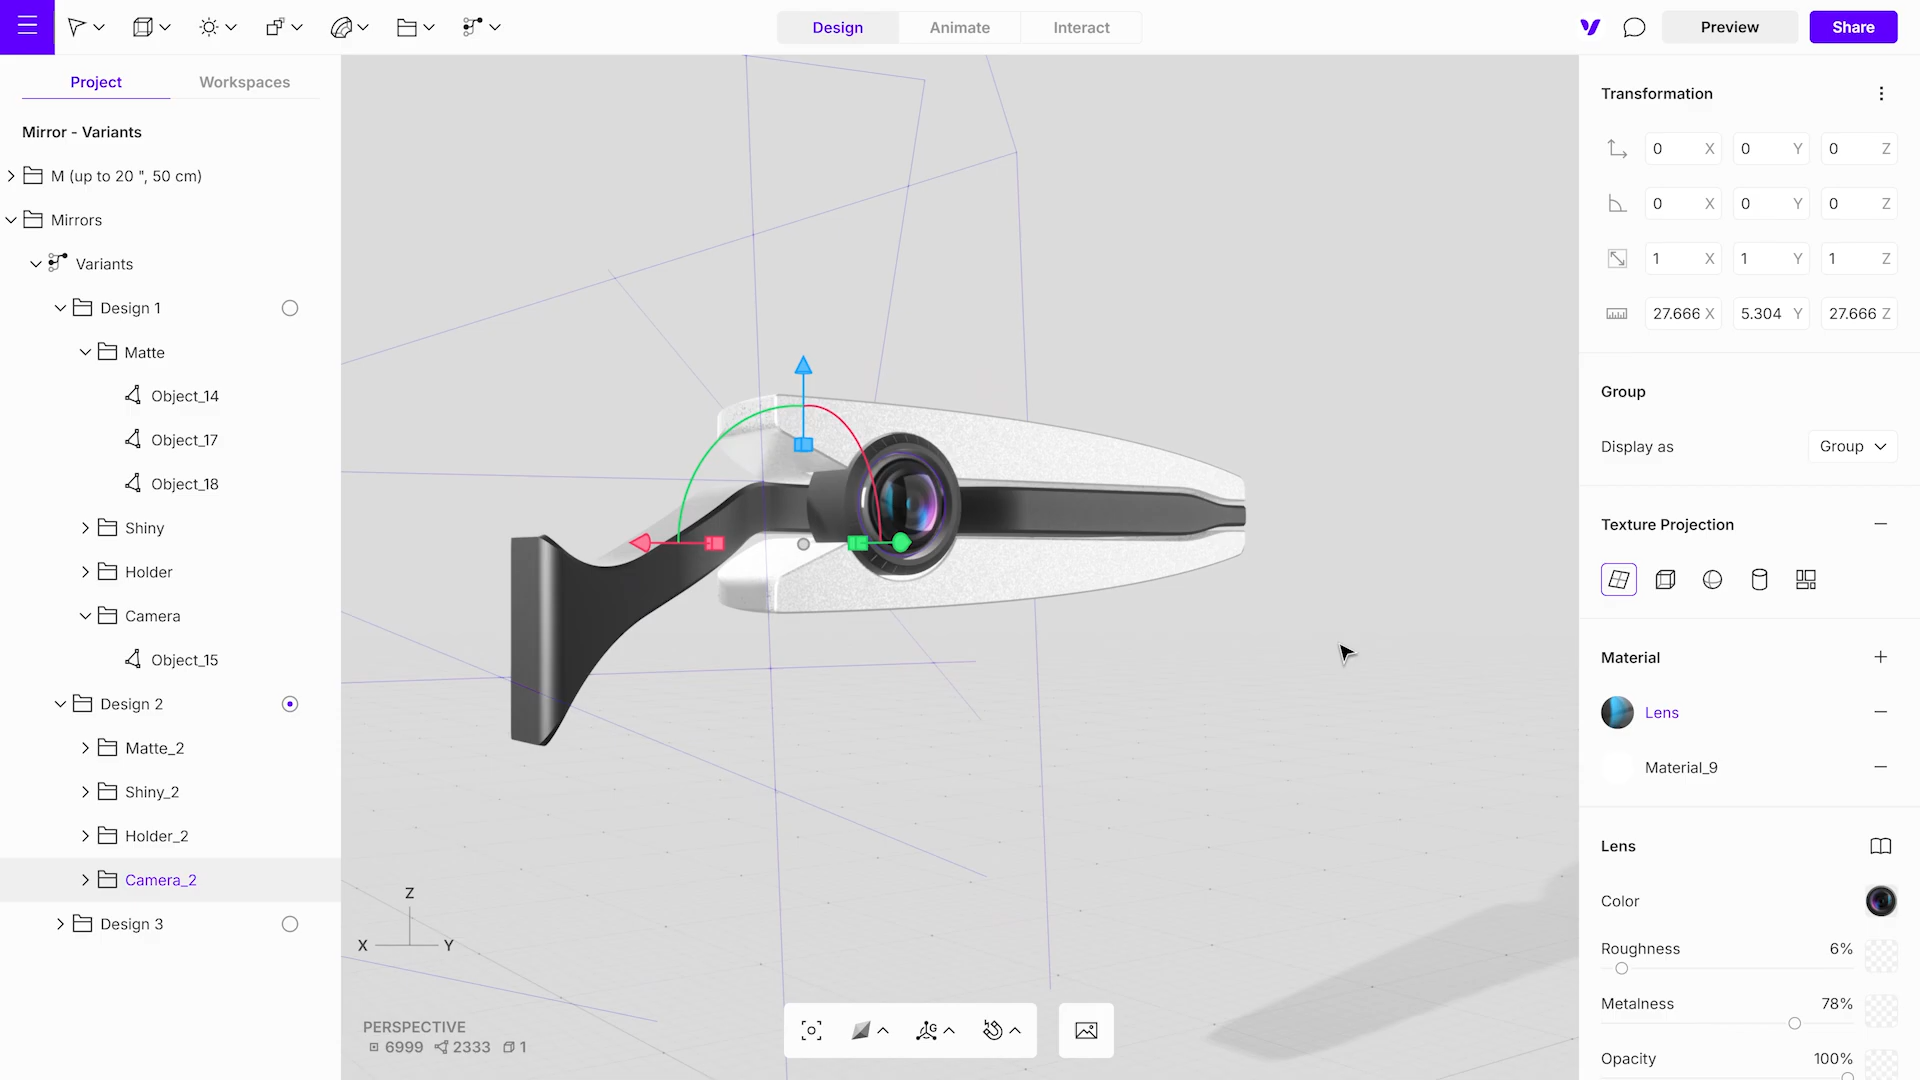 Design
Animate
Interact
Preview
Share
Project
Workspaces
Mirror - Variants
M (up to 20 ", 50 cm)
Mirrors
Variants
Design 1
Matte
Object_14
Object_17
Object_18
Shiny
Holder
Camera
Object_15
Design 2
Matte_2
Shiny_2
Holder_2
Camera_2
Design 3
Z
X
Y
PERSPECTIVE
6999 2333 1
G
Transformation
0 X 0 Y 0 Z
0 X 0 Y 0 Z
1 X 1 Y 1 Z
27.666 X 5.304 Y 27.666 Z
Group
Display as Group
Texture Projection
Material
Lens
Material_9
Lens
Color
Roughness 6%
Metalness 78%
Opacity 100%